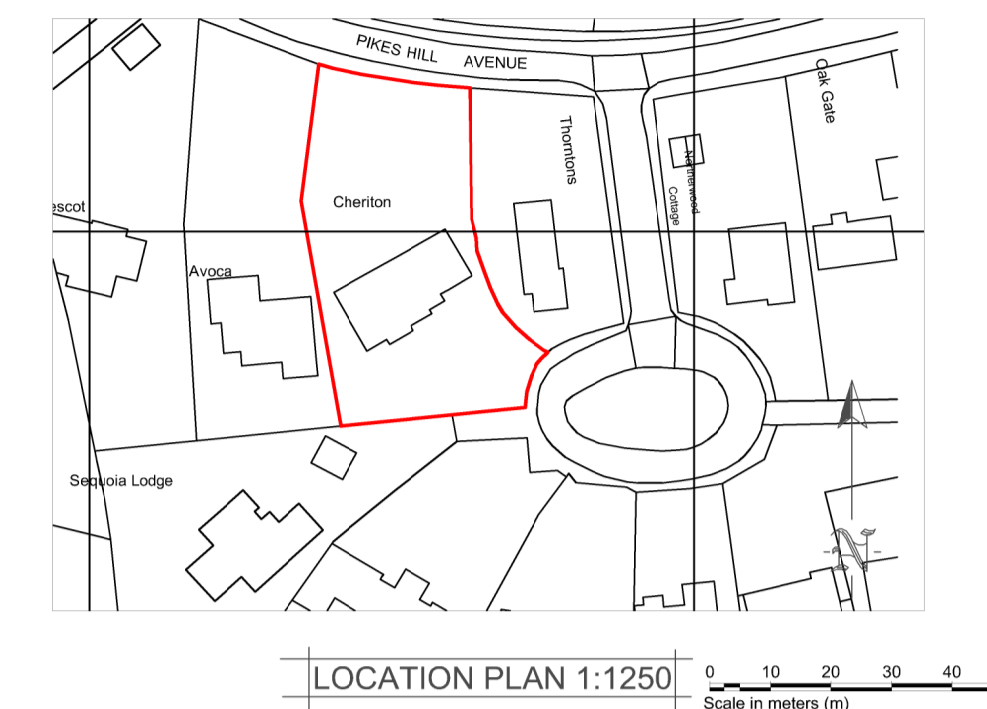 PIKES HILL AVENUE
Oak Gate
Thorntons
Northerwood
Cottage
escot
Cheriton
Avoca
Sequoia Lodge
N
LOCATION PLAN 1:1250
0 10 20 30 40
Scale in meters (m)